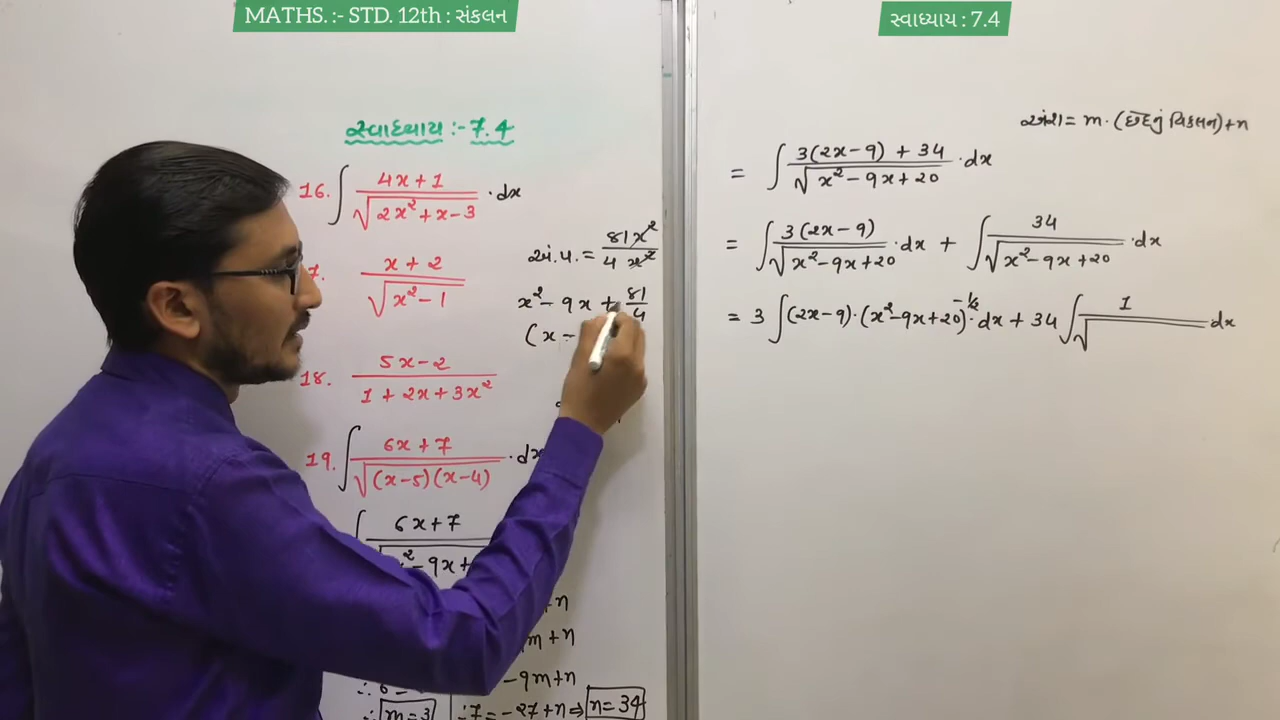 MATHS. :- STD. 12th : સંકલન
સ્વાધ્યાય : 7.4
સ્વાધ્યાય :- 7.4
16. ∫ (4x+1)/√(2x²+x-3) · dx
7. (x+2)/√(x²-1)
18. (5x-2)/(1+2x+3x²)
19. ∫ (6x+7)/√((x-5)(x-4)) · dx
6x+7
-9x+
+n
m+n
-9m+n
∴ 6 =
∴ m=3
∴ 7 = -27+n ⇒ n=34
અં.પ. = 81x²/4x²
x²-9x+81/4
(x-
અંશ = m · (છેદનું વિકલન) + n
= ∫ (3(2x-9)+34)/√(x²-9x+20) · dx
= ∫ 3(2x-9)/√(x²-9x+20) · dx + ∫ 34/√(x²-9x+20) · dx
= 3 ∫ (2x-9) · (x²-9x+20)^(-1/2) · dx + 34 ∫ 1/√ dx